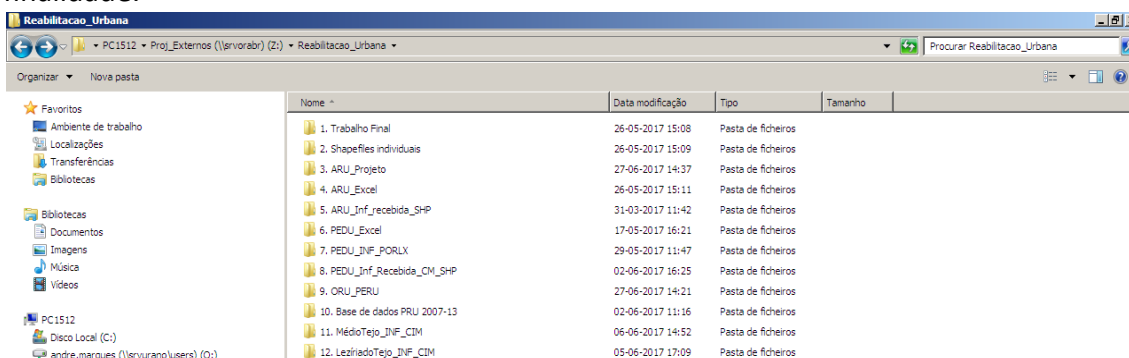 Reabilitacao_Urbana
PC1512 Proj_Externos (\\srvorabr) (Z:) Reabilitacao_Urbana
Procurar Reabilitacao_Urbana
Organizar Nova pasta
Nome Data modificação Tipo Tamanho
Favoritos
Ambiente de trabalho
Localizações
Transferências
Bibliotecas
Bibliotecas
Documentos
Imagens
Música
Vídeos
PC1512
Disco Local (C:)
andre.marques (\\srvurano\users) (O:)
1. Trabalho Final 26-05-2017 15:08 Pasta de ficheiros
2. Shapefiles individuais 26-05-2017 15:09 Pasta de ficheiros
3. ARU_Projeto 27-06-2017 14:37 Pasta de ficheiros
4. ARU_Excel 26-05-2017 15:11 Pasta de ficheiros
5. ARU_Inf_recebida_SHP 31-03-2017 11:42 Pasta de ficheiros
6. PEDU_Excel 17-05-2017 16:21 Pasta de ficheiros
7. PEDU_INF_PORLX 29-05-2017 11:47 Pasta de ficheiros
8. PEDU_Inf_Recebida_CM_SHP 02-06-2017 16:25 Pasta de ficheiros
9. ORU_PERU 27-06-2017 14:21 Pasta de ficheiros
10. Base de dados PRU 2007-13 02-06-2017 11:16 Pasta de ficheiros
11. MédioTejo_INF_CIM 06-06-2017 14:52 Pasta de ficheiros
12. LezíriadoTejo_INF_CIM 05-06-2017 17:09 Pasta de ficheiros